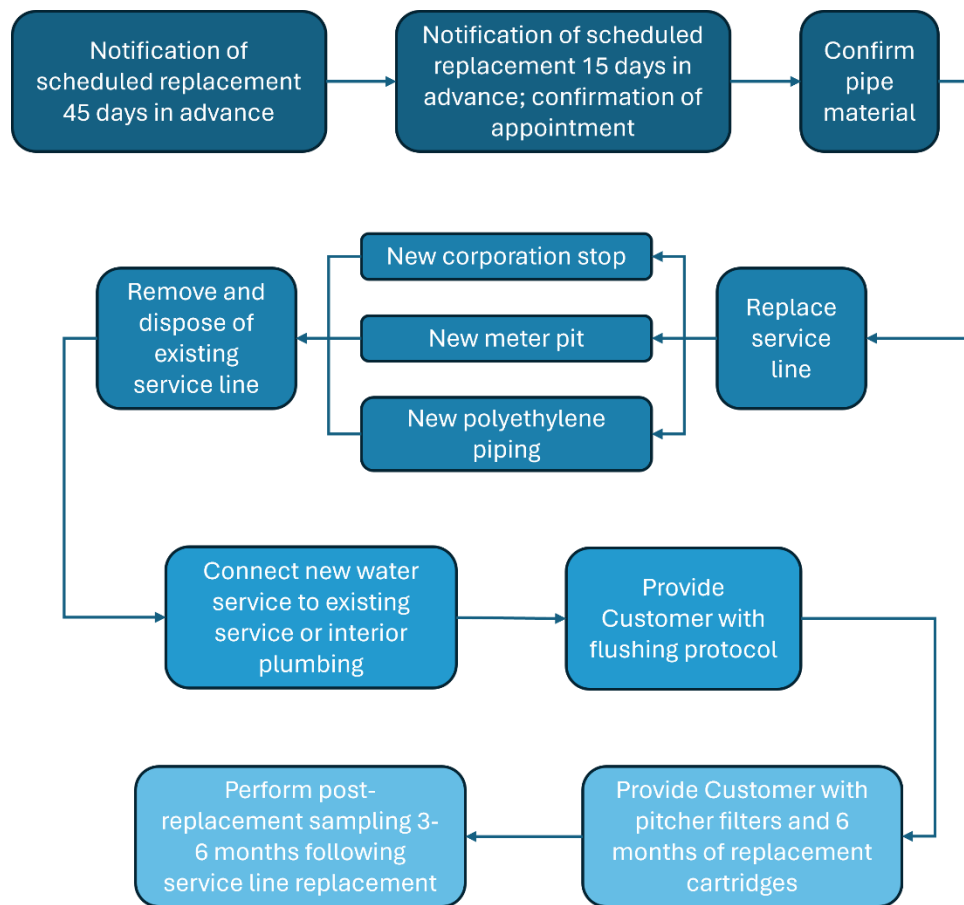 Notification of
scheduled replacement
45 days in advance
Notification of scheduled
replacement 15 days in
advance; confirmation of
appointment
Confirm
pipe
material
Replace
service
line
New corporation stop
New meter pit
New polyethylene
piping
Remove and
dispose of
existing
service line
Connect new water
service to existing
service or interior
plumbing
Provide
Customer with
flushing protocol
Provide Customer with
pitcher filters and 6
months of replacement
cartridges
Perform post-
replacement sampling 3-
6 months following
service line replacement